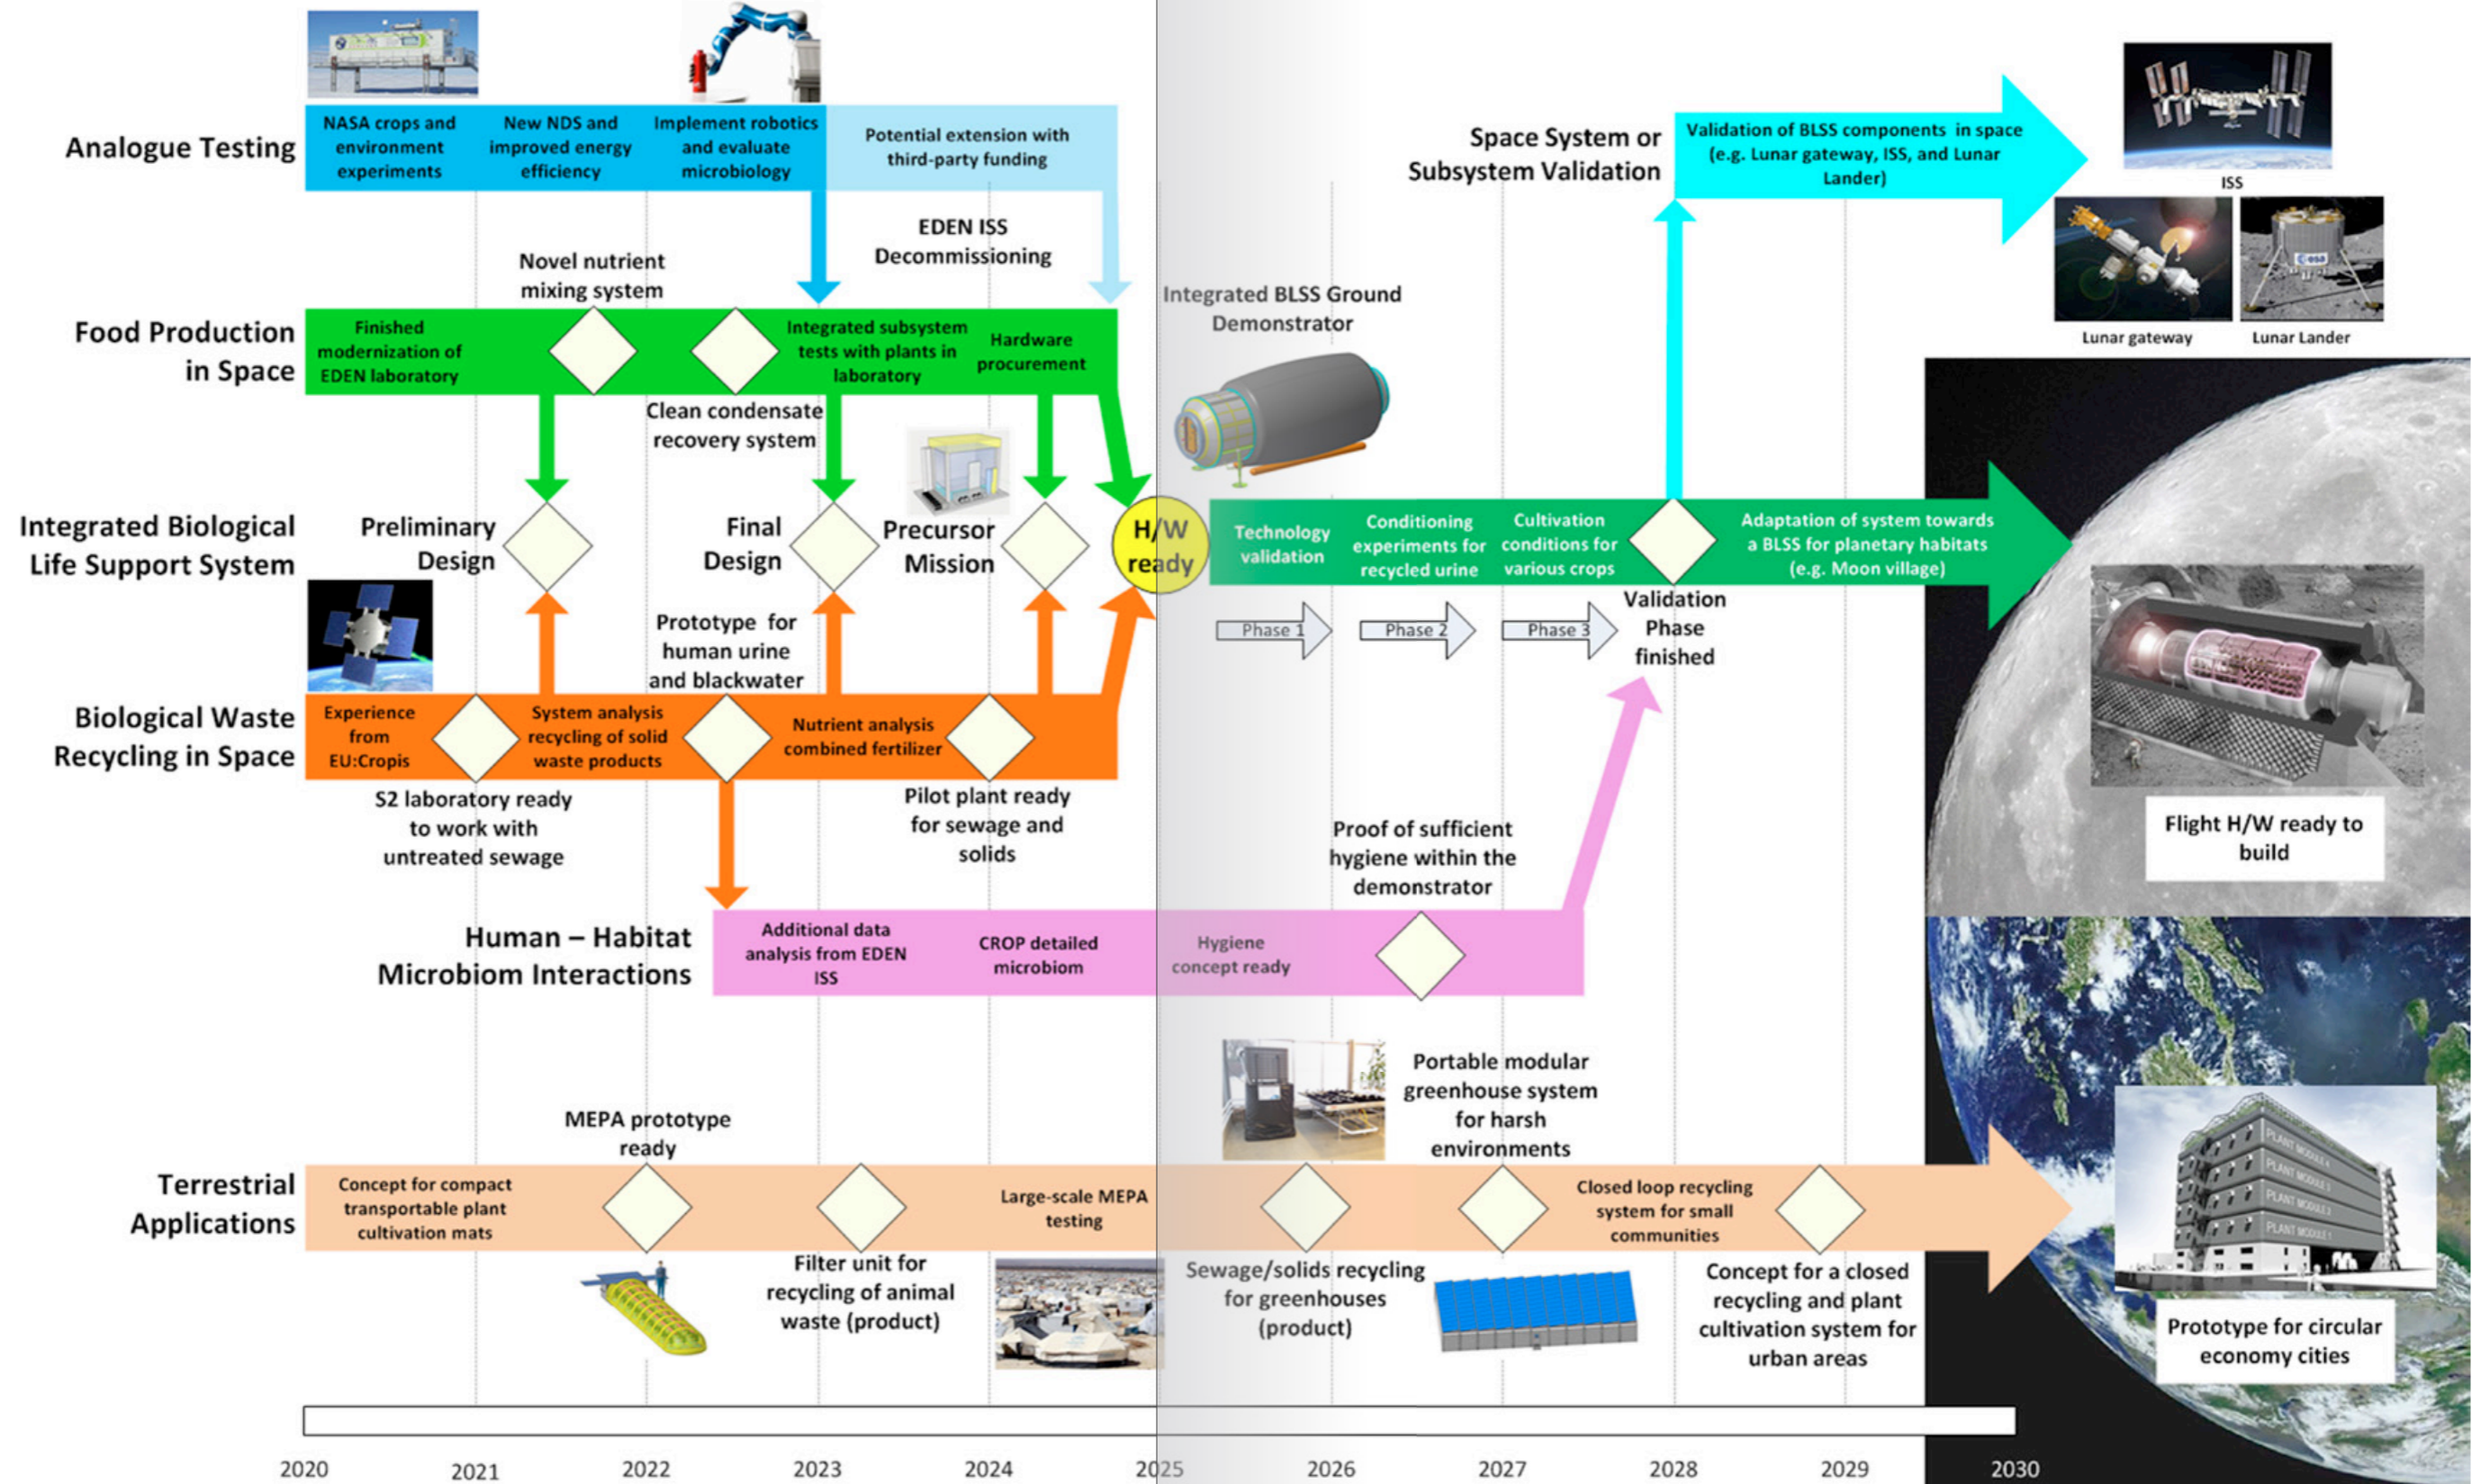 Analogue Testing
NASA crops and
environment
experiments
New NDS and
improved energy
efficiency
Implement robotics
and evaluate
microbiology
Potential extension with
third-party funding
EDEN ISS
Decommissioning
Space System or
Subsystem Validation
Validation of BLSS components in space
(e.g. Lunar gateway, ISS, and Lunar
Lander)
ISS
esa
Lunar gateway
Lunar Lander
Novel nutrient
mixing system
Food Production
in Space
Finished
modernization of
EDEN laboratory
Integrated subsystem
tests with plants in
laboratory
Hardware
procurement
Clean condensate
recovery system
Integrated BLSS Ground
Demonstrator
Integrated Biological
Life Support System
Preliminary
Design
Final
Design
Precursor
Mission
H/W
ready
Technology
validation
Conditioning
experiments for
recycled urine
Cultivation
conditions for
various crops
Adaptation of system towards
a BLSS for planetary habitats
(e.g. Moon village)
Phase 1
Phase 2
Phase 3
Validation
Phase
finished
Prototype for
human urine
and blackwater
Biological Waste
Recycling in Space
Experience
from
EU:Cropis
System analysis
recycling of solid
waste products
Nutrient analysis
combined fertilizer
S2 laboratory ready
to work with
untreated sewage
Pilot plant ready
for sewage and
solids
Flight H/W ready to
build
Proof of sufficient
hygiene within the
demonstrator
Human – Habitat
Microbiom Interactions
Additional data
analysis from EDEN
ISS
CROP detailed
microbiom
Hygiene
concept ready
MEPA prototype
ready
Portable modular
greenhouse system
for harsh
environments
Terrestrial
Applications
Concept for compact
transportable plant
cultivation mats
Large-scale MEPA
testing
Closed loop recycling
system for small
communities
Filter unit for
recycling of animal
waste (product)
Sewage/solids recycling
for greenhouses
(product)
Concept for a closed
recycling and plant
cultivation system for
urban areas
PLANT MODULE 4
PLANT MODULE 3
PLANT MODULE 2
PLANT MODULE 1
Prototype for circular
economy cities
2020
2021
2022
2023
2024
2025
2026
2027
2028
2029
2030